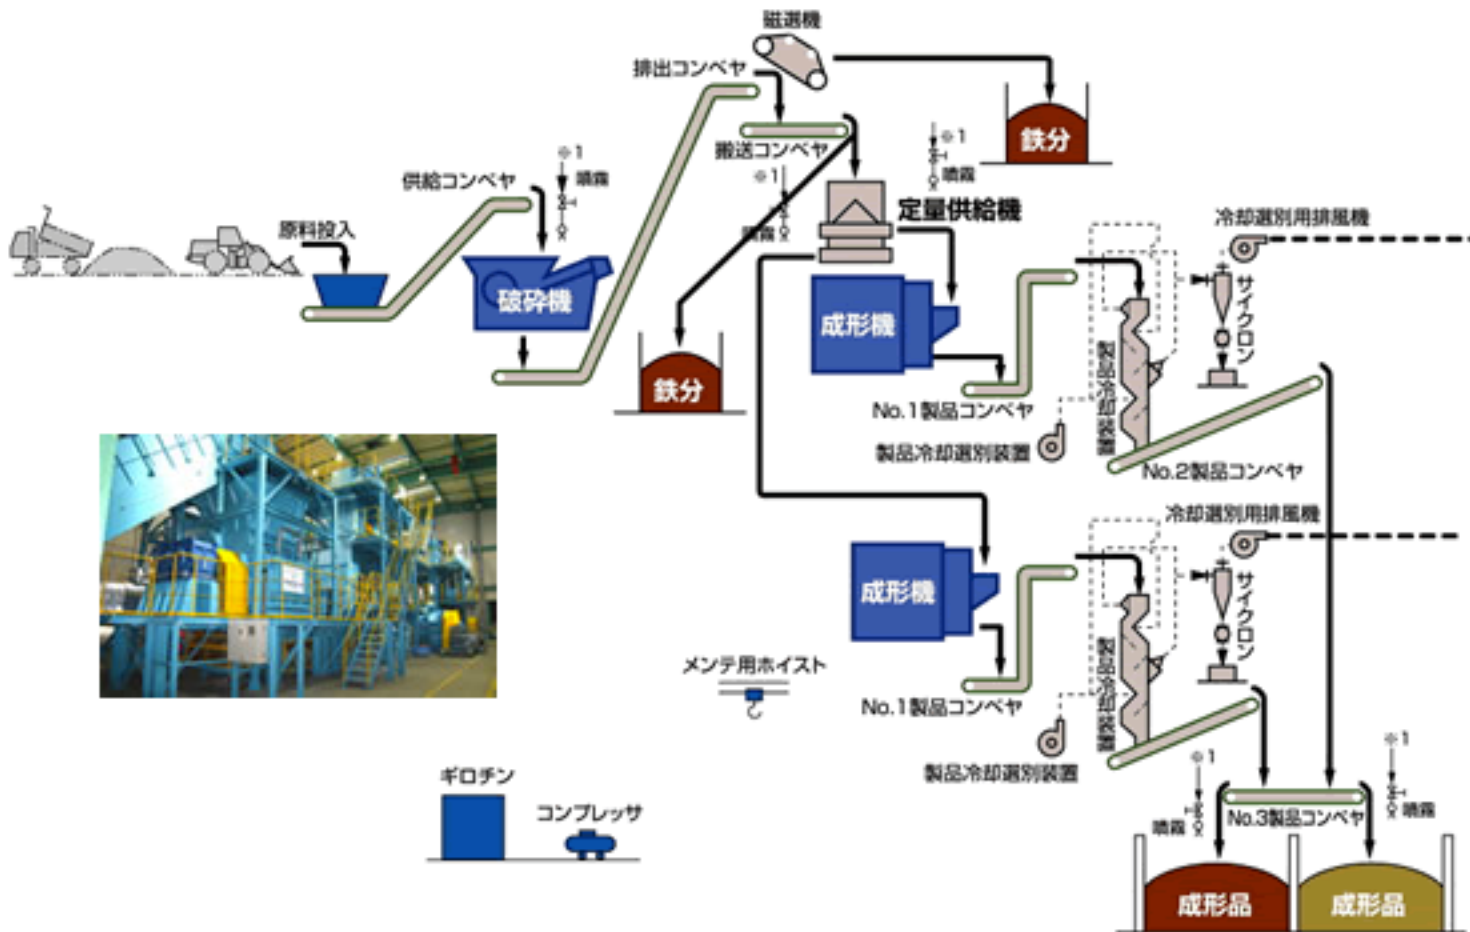 磁選機
排出コンベヤ
鉄分
搬送コンベヤ
※1
噴霧
※1
噴霧
※1
噴霧
供給コンベヤ
定量供給機
冷却選別用排風機
原料投入
破砕機
成形機
サイクロン
製品冷却装置
鉄分
No.1製品コンベヤ
製品冷却選別装置
No.2製品コンベヤ
冷却選別用排風機
成形機
サイクロン
製品冷却装置
メンテ用ホイスト
No.1製品コンベヤ
製品冷却選別装置
※1
噴霧
※1
噴霧
No.3製品コンベヤ
ギロチン
コンプレッサ
成形品
成形品